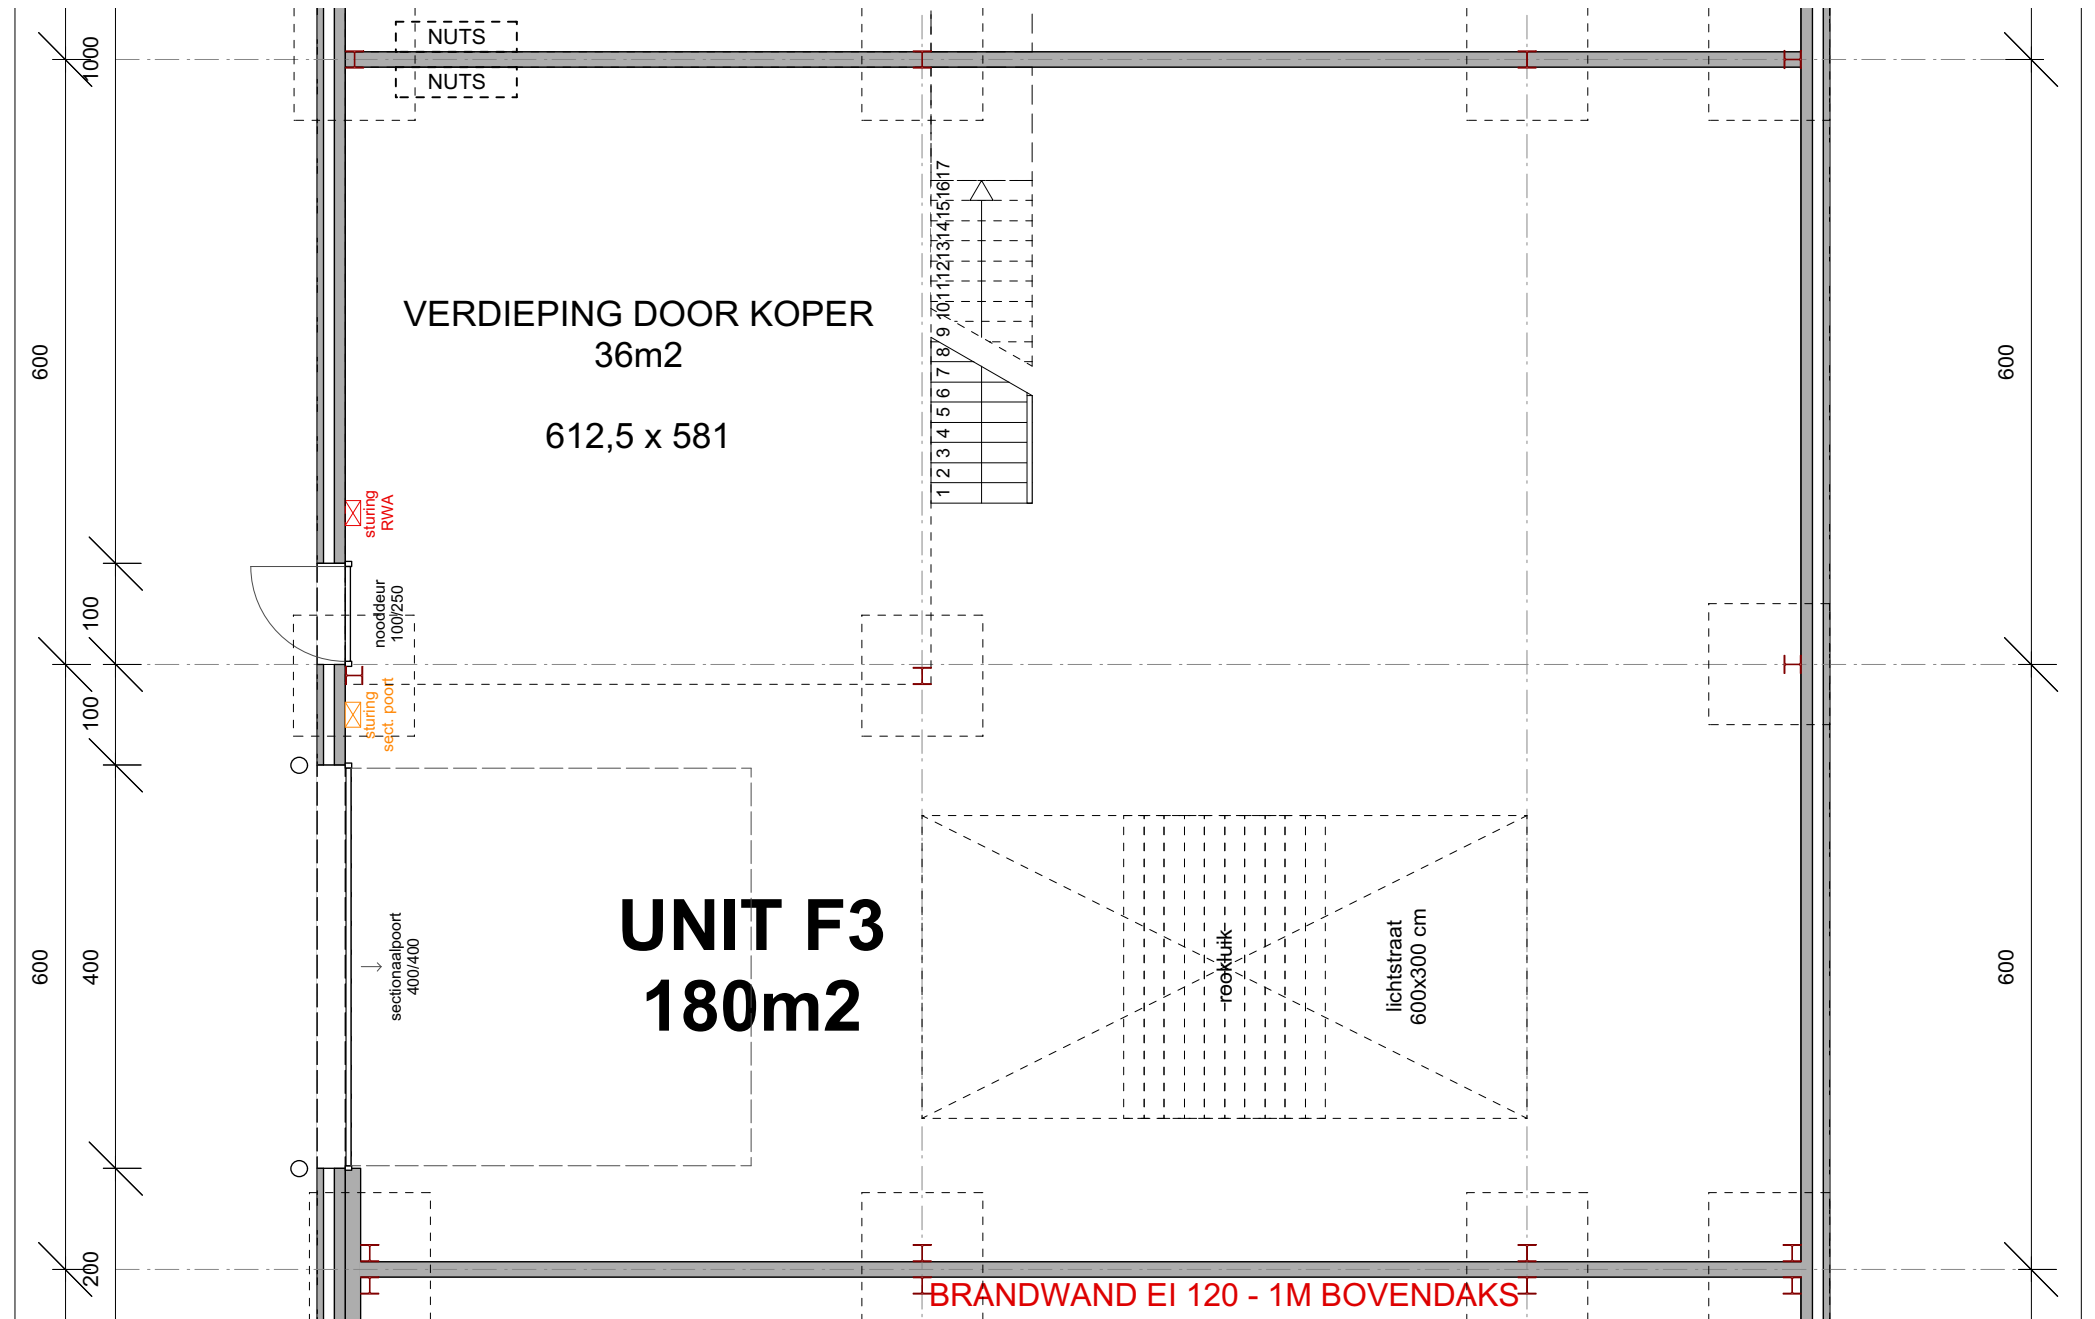 NUTS
NUTS
1000
600
100
100
600
400
200
600
600
VERDIEPING DOOR KOPER
36m2
612,5 x 581
17
16
15
14
13
12
11
10
9
8
7
6
5
4
3
2
1
sturing
RWA
nooddeur
100/250
sturing
sect. poort
sectionaalpoort
400/400
UNIT F3
180m2
rookluik
lichtstraat
600x300 cm
BRANDWAND EI 120 - 1M BOVENDAKS